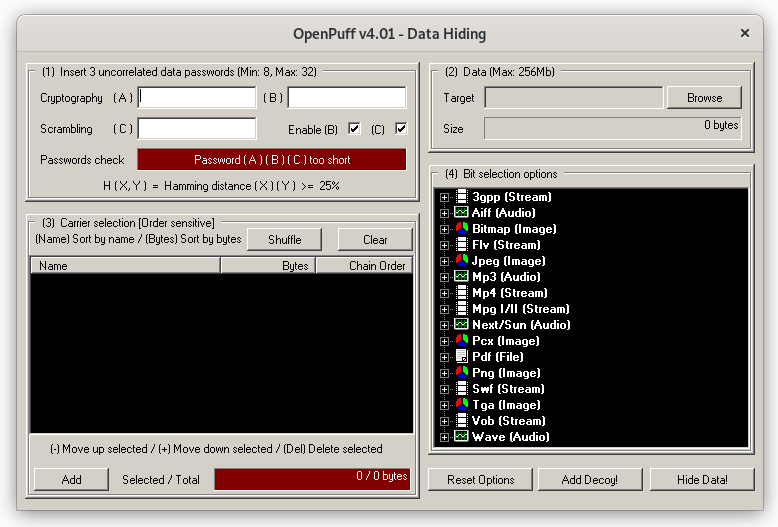 OpenPuff v4.01 - Data Hiding
×
(1) Insert 3 uncorrelated data passwords (Min: 8, Max: 32)
Cryptography (A) (B)
Scrambling (C) Enable (B) (C)
Passwords check Password (A) (B) (C) too short
H (X,Y) = Hamming distance (X)(Y) >= 25%
(2) Data (Max: 256Mb)
Target Browse
Size 0 bytes
(3) Carrier selection [Order sensitive]
(Name) Sort by name / (Bytes) Sort by bytes Shuffle Clear
Name Bytes Chain Order
(-) Move up selected / (+) Move down selected / (Del) Delete selected
Add Selected / Total 0 / 0 bytes
(4) Bit selection options
3gpp (Stream)
Aiff (Audio)
Bitmap (Image)
Flv (Stream)
Jpeg (Image)
Mp3 (Audio)
Mp4 (Stream)
Mpg I/II (Stream)
Next/Sun (Audio)
Pcx (Image)
Pdf (File)
Png (Image)
Swf (Stream)
Tga (Image)
Vob (Stream)
Wave (Audio)
Reset Options Add Decoy! Hide Data!